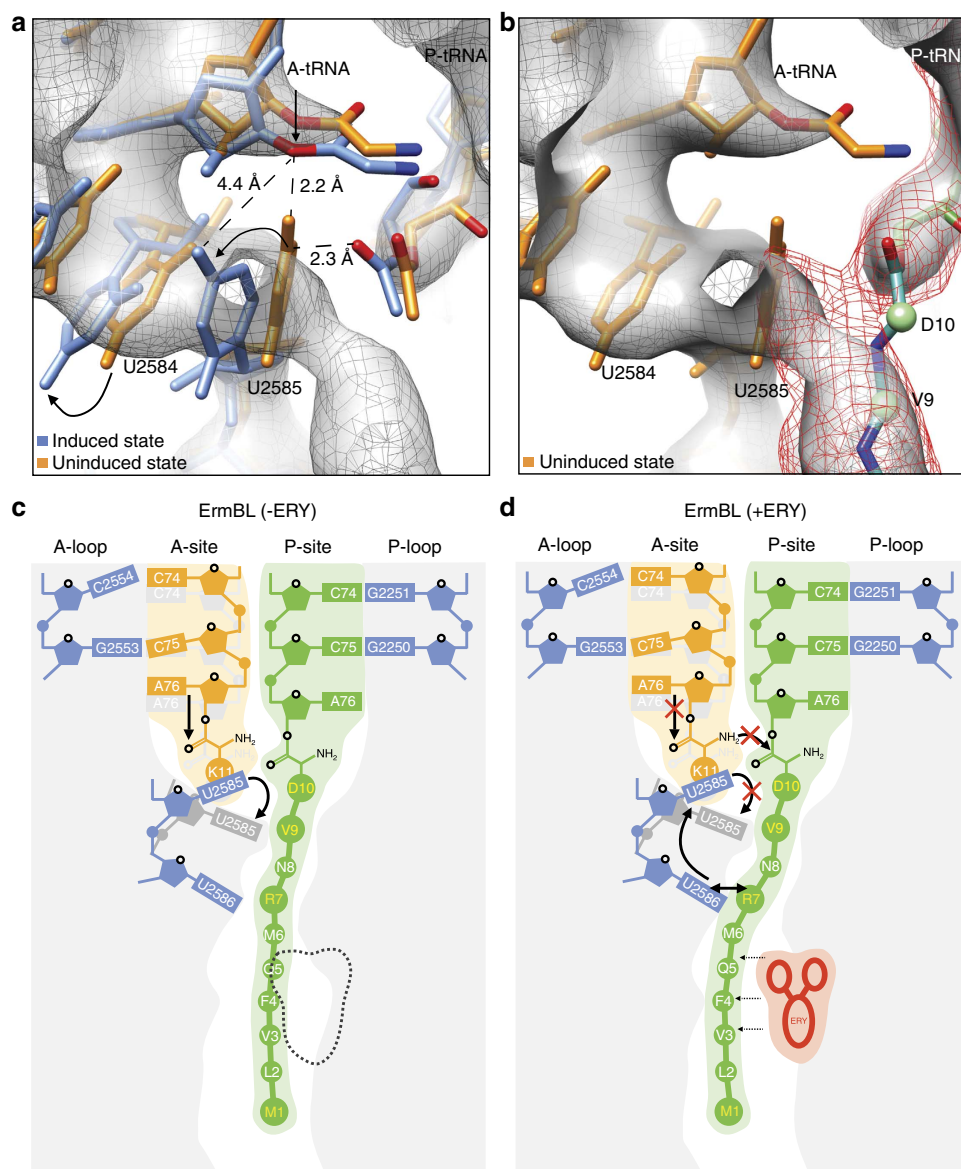 a
A-tRNA
P-tRNA
4.4 Å
2.2 Å
2.3 Å
U2584
U2585
Induced state
Uninduced state
b
A-tRNA
P-tRN
D10
V9
U2584
U2585
Uninduced state
c
ErmBL (-ERY)
A-loop
A-site
P-site
P-loop
C2554
C74
C74
C74
G2251
G2553
C75
C75
G2250
A76
A76
A76
NH2
NH2
K11
U2585
D10
U2585
V9
N8
U2586
R7
M6
Q5
F4
V3
L2
M1
d
ErmBL (+ERY)
A-loop
A-site
P-site
P-loop
C2554
C74
C74
C74
G2251
G2553
C75
C75
G2250
A76
A76
A76
NH2
NH2
NH2
K11
U2585
D10
U2585
V9
N8
U2586
R7
M6
Q5
F4
ERY
V3
L2
M1